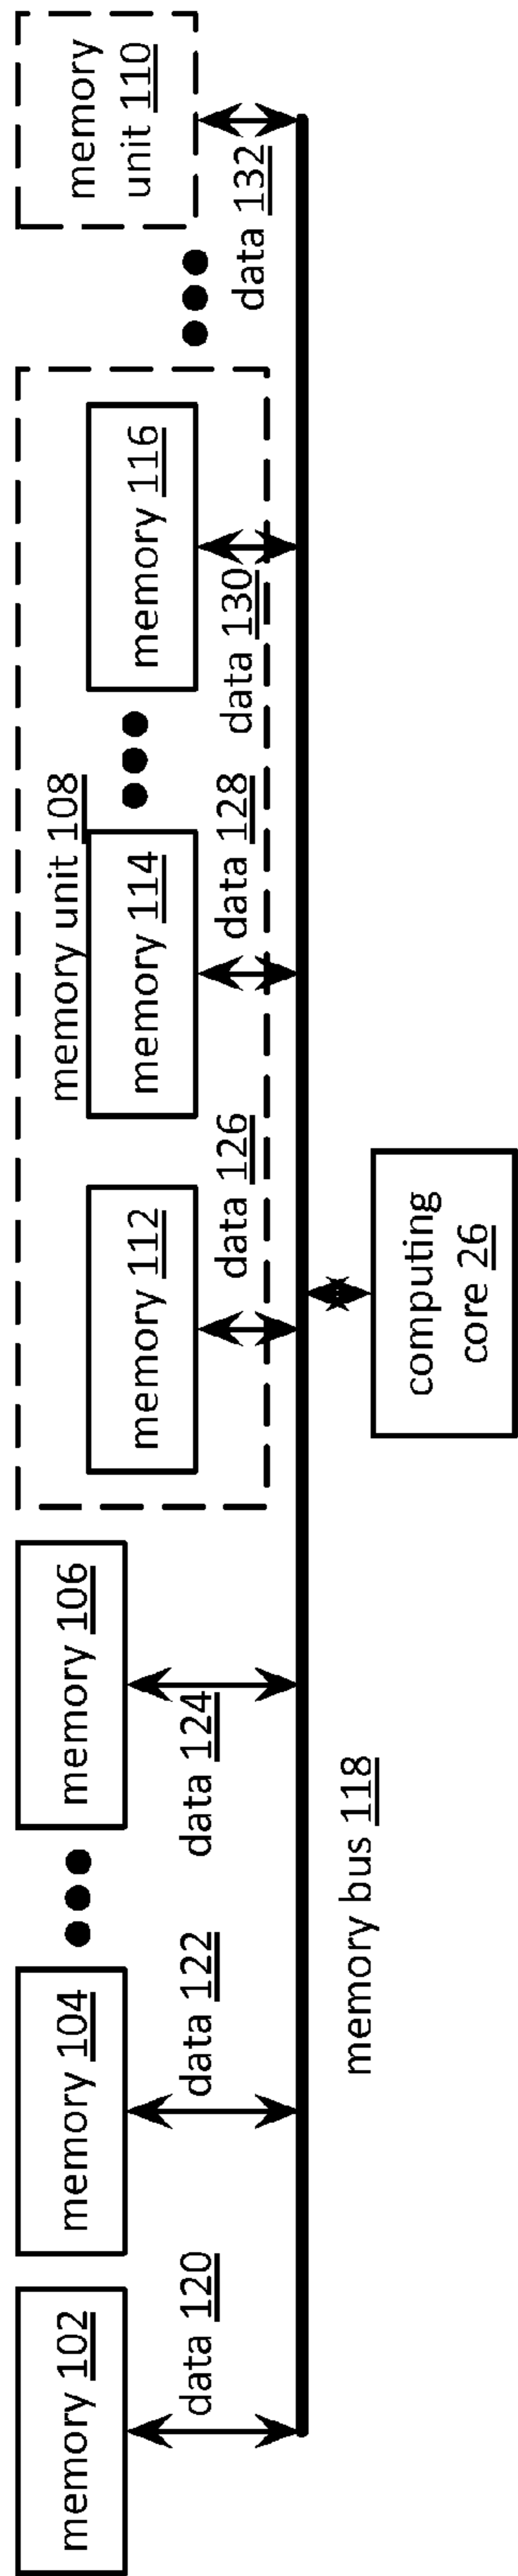 memory 102
memory 104
memory 106
memory unit 108
memory 112
memory 114
memory 116
memory
unit 110
data 120
data 122
data 124
data 126
data 128
data 130
data 132
memory bus 118
computing
core 26